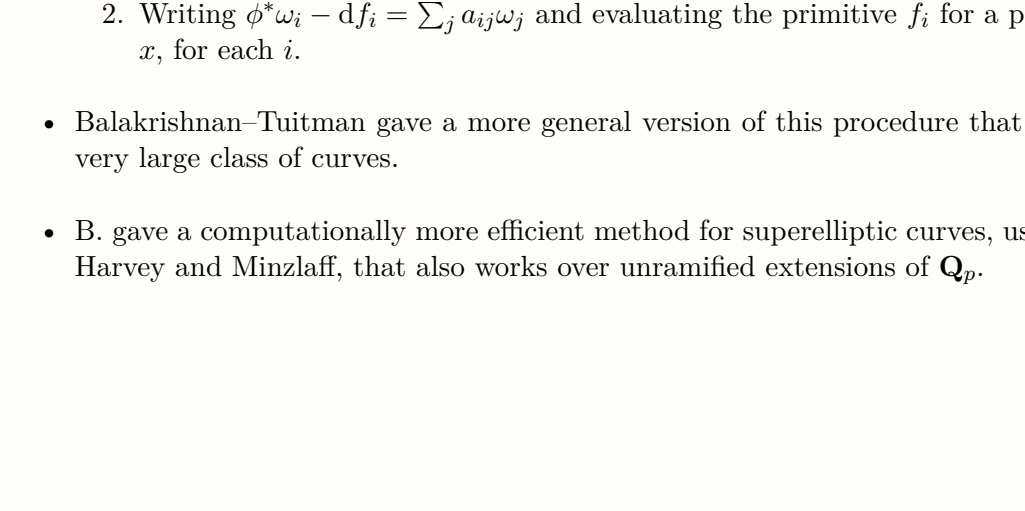 2. Writing ϕ*ωᵢ − dfᵢ = ∑ⱼ aᵢⱼωⱼ and evaluating the primitive fᵢ for a
x, for each i.
• Balakrishnan–Tuitman gave a more general version of this procedure that
very large class of curves.
• B. gave a computationally more efficient method for superelliptic curves,
Harvey and Minzlaff, that also works over unramified extensions of Qₚ.